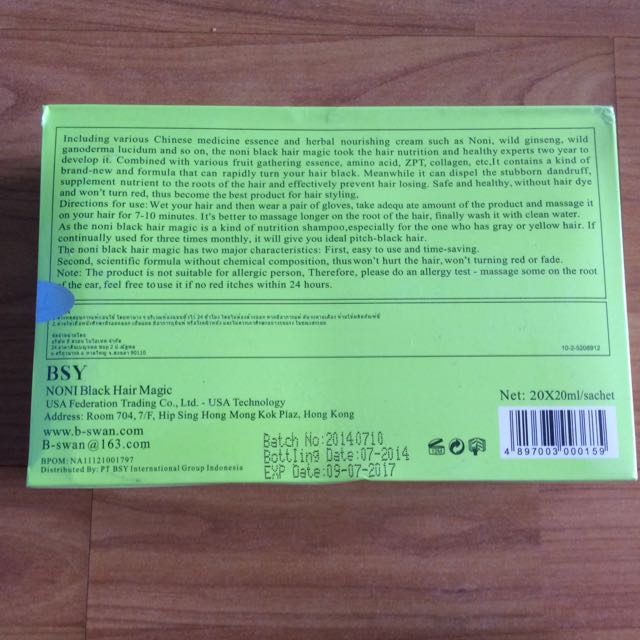 Including various Chinese medicine essence and herbal nourishing cream such as Noni, wild ginseng, wild
ganoderma lucidum and so on, the noni black hair magic took the hair nutrition and healthy experts two year to
develop it. Combined with various fruit gathering essence, amino acid, ZPT, collagen, etc,It contains a kind of
brand-new and formula that can rapidly turn your hair black. Meanwhile it can dispel the stubborn dandruff,
supplement nutrient to the roots of the hair and effectively prevent hair losing. Safe and healthy, without hair dye
and won't turn red, thus become the best product for hair styling,
Directions for use: Wet your hair and then wear a pair of gloves, take adequ ate amount of the product and massage it
on your hair for 7-10 minutes. It's better to massage longer on the root of the hair, finally wash it with clean water.
As the noni black hair magic is a kind of nutrition shampoo,especially for the one who has gray or yellow hair. If
continually used for three times monthly, it will give you ideal pitch-black hair.
The noni black hair magic has two major characteristics: First, easy to use and time-saving.
Second, scientific formula without chemical composition, thus won't hurt the hair, won't turning red or fade.
Note: The product is not suitable for allergic person, Therefore, please do an allergy test - massage some on the root
of the ear, feel free to use it if no red itches within 24 hours.
90110
10-2-5208912
BSY
NONI Black Hair Magic
USA Federation Trading Co., Ltd. - USA Technology
Address: Room 704, 7/F, Hip Sing Hong Mong Kok Plaz, Hong Kong
www.b-swan.com
B-swan@163.com
BPOM: NA11121001797
Distributed By: PT BSY International Group Indonesia
Batch No:20140710
Bottling Date:07-2014
EXP Date:09-07-2017
12M
Net: 20X20ml/sachet
4 897003 000159